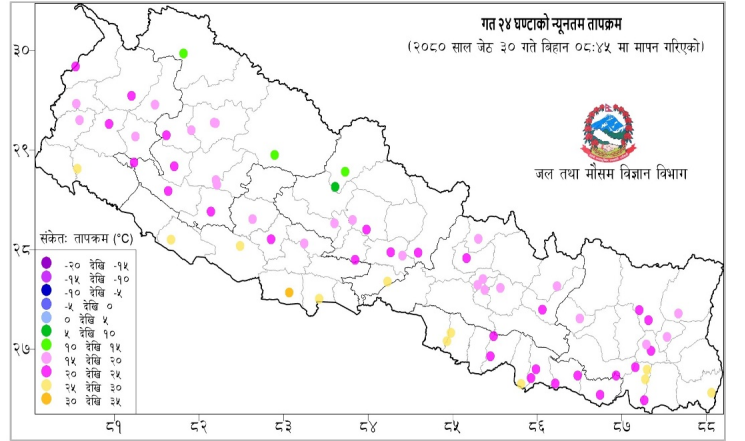 गत २४ घण्टाको न्यूनतम तापक्रम
(२०८० साल जेठ ३० गते बिहान ०८:४५ मा मापन गरिएको)
जल तथा मौसम विज्ञान विभाग
३०
२९
२८
२७
संकेतः तापक्रम (°C)
-२० देखि -१५
-१५ देखि -१०
-१० देखि -५
-५ देखि ०
० देखि ५
५ देखि १०
१० देखि १५
१५ देखि २०
२० देखि २५
२५ देखि ३०
३० देखि ३५
८१ ८२ ८३ ८४ ८५ ८६ ८७ ८८